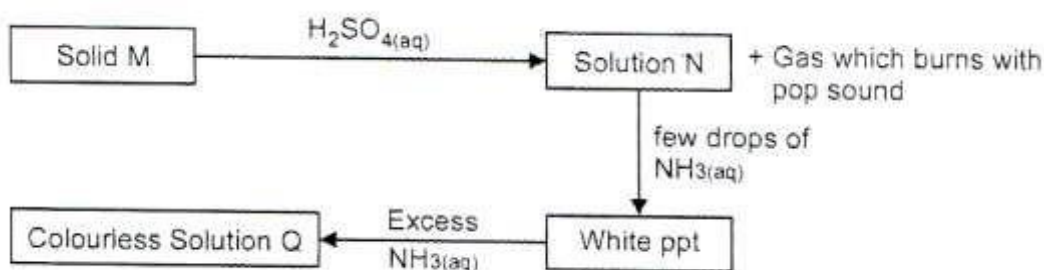 H₂SO₄(aq)
Solid M
Solution N
+ Gas which burns with
pop sound
few drops of
NH₃(aq)
Colourless Solution Q
Excess
NH₃(aq)
White ppt